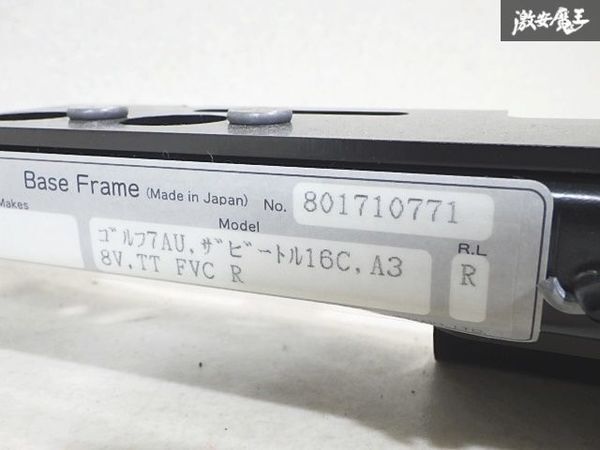 激安魔王
Base Frame (Made in Japan) No. 801710771
Makes
Model
R.L
ゴルフ7AU,ザビートル16C,A3
8V,TT FVC R
R